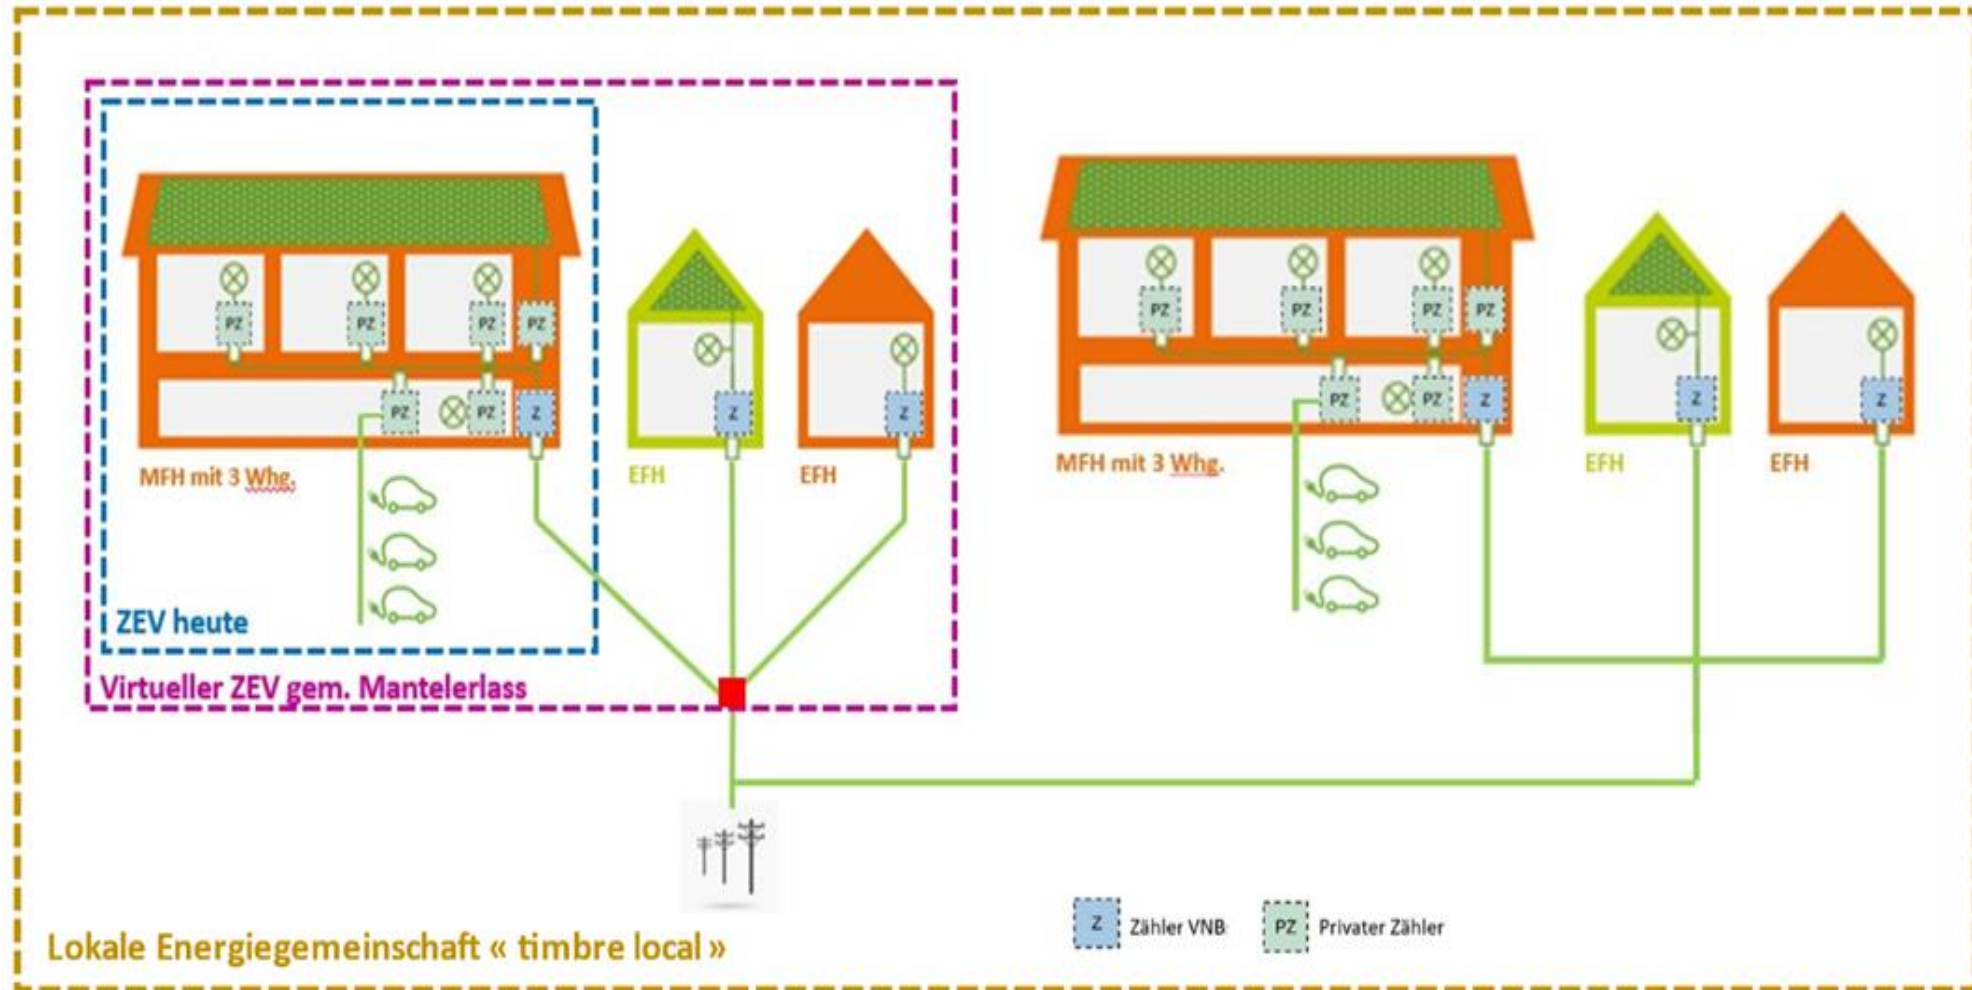 PZ PZ PZ PZ
PZ PZ Z
MFH mit 3 Whg.
Z
EFH
Z
EFH
ZEV heute
Virtueller ZEV gem. Mantelerlass
PZ PZ PZ PZ
PZ PZ Z
MFH mit 3 Whg.
Z
EFH
Z
EFH
Z Zähler VNB
PZ Privater Zähler
Lokale Energiegemeinschaft « timbre local »